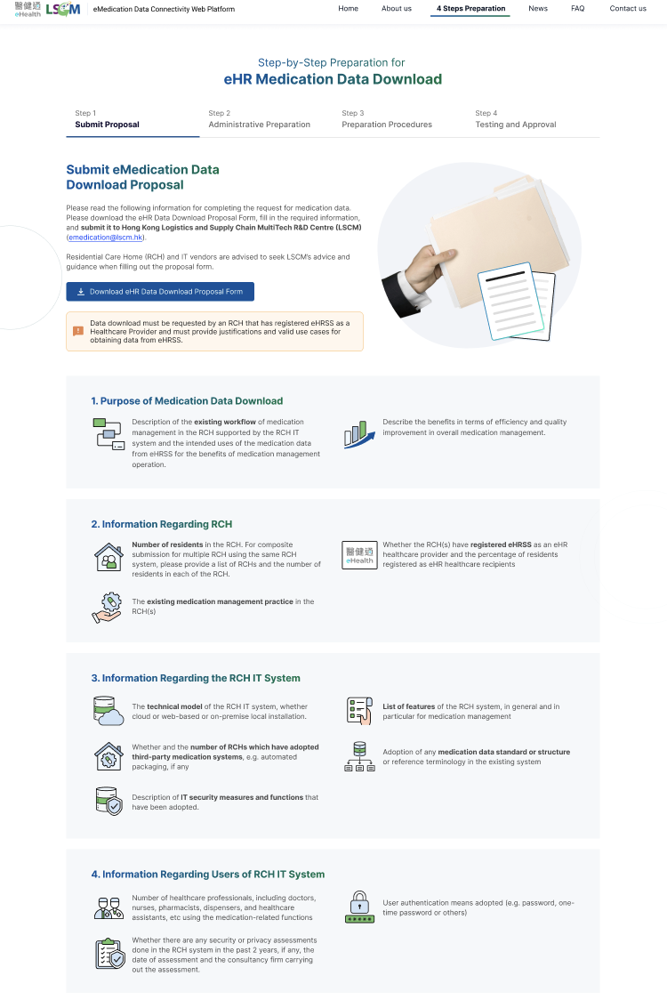 醫健通
eHealth
LSCM
eMedication Data Connectivity Web Platform
Home
About us
4 Steps Preparation
News
FAQ
Contact us
Step-by-Step Preparation for
eHR Medication Data Download
Step 1
Submit Proposal
Step 2
Administrative Preparation
Step 3
Preparation Procedures
Step 4
Testing and Approval
Submit eMedication Data
Download Proposal
Please read the following information for completing the request for medication data.
Please download the eHR Data Download Proposal Form, fill in the required information,
and submit it to Hong Kong Logistics and Supply Chain MultiTech R&D Centre (LSCM)
(emedication@lscm.hk).
Residential Care Home (RCH) and IT vendors are advised to seek LSCM's advice and
guidance when filling out the proposal form.
Download eHR Data Download Proposal Form
Data download must be requested by an RCH that has registered eHRSS as a
Healthcare Provider and must provide justifications and valid use cases for
obtaining data from eHRSS.
1. Purpose of Medication Data Download
Description of the existing workflow of medication
management in the RCH supported by the RCH IT
system and the intended uses of the medication data
from eHRSS for the benefits of medication management
operation.
Describe the benefits in terms of efficiency and quality
improvement in overall medication management.
2. Information Regarding RCH
Number of residents in the RCH. For composite
submission for multiple RCH using the same RCH
system, please provide a list of RCHs and the number of
residents in each of the RCH.
醫健通
eHealth
Whether the RCH(s) have registered eHRSS as an eHR
healthcare provider and the percentage of residents
registered as eHR healthcare recipients
The existing medication management practice in the
RCH(s)
3. Information Regarding the RCH IT System
The technical model of the RCH IT system, whether
cloud or web-based or on-premise local installation.
List of features of the RCH system, in general and in
particular for medication management
Whether and the number of RCHs which have adopted
third-party medication systems, e.g. automated
packaging, if any
Adoption of any medication data standard or structure
or reference terminology in the existing system
Description of IT security measures and functions that
have been adopted.
4. Information Regarding Users of RCH IT System
Number of healthcare professionals, including doctors,
nurses, pharmacists, dispensers, and healthcare
assistants, etc using the medication-related functions
User authentication means adopted (e.g. password, one-
time password or others)
Whether there are any security or privacy assessments
done in the RCH system in the past 2 years, if any, the
date of assessment and the consultancy firm carrying
out the assessment.